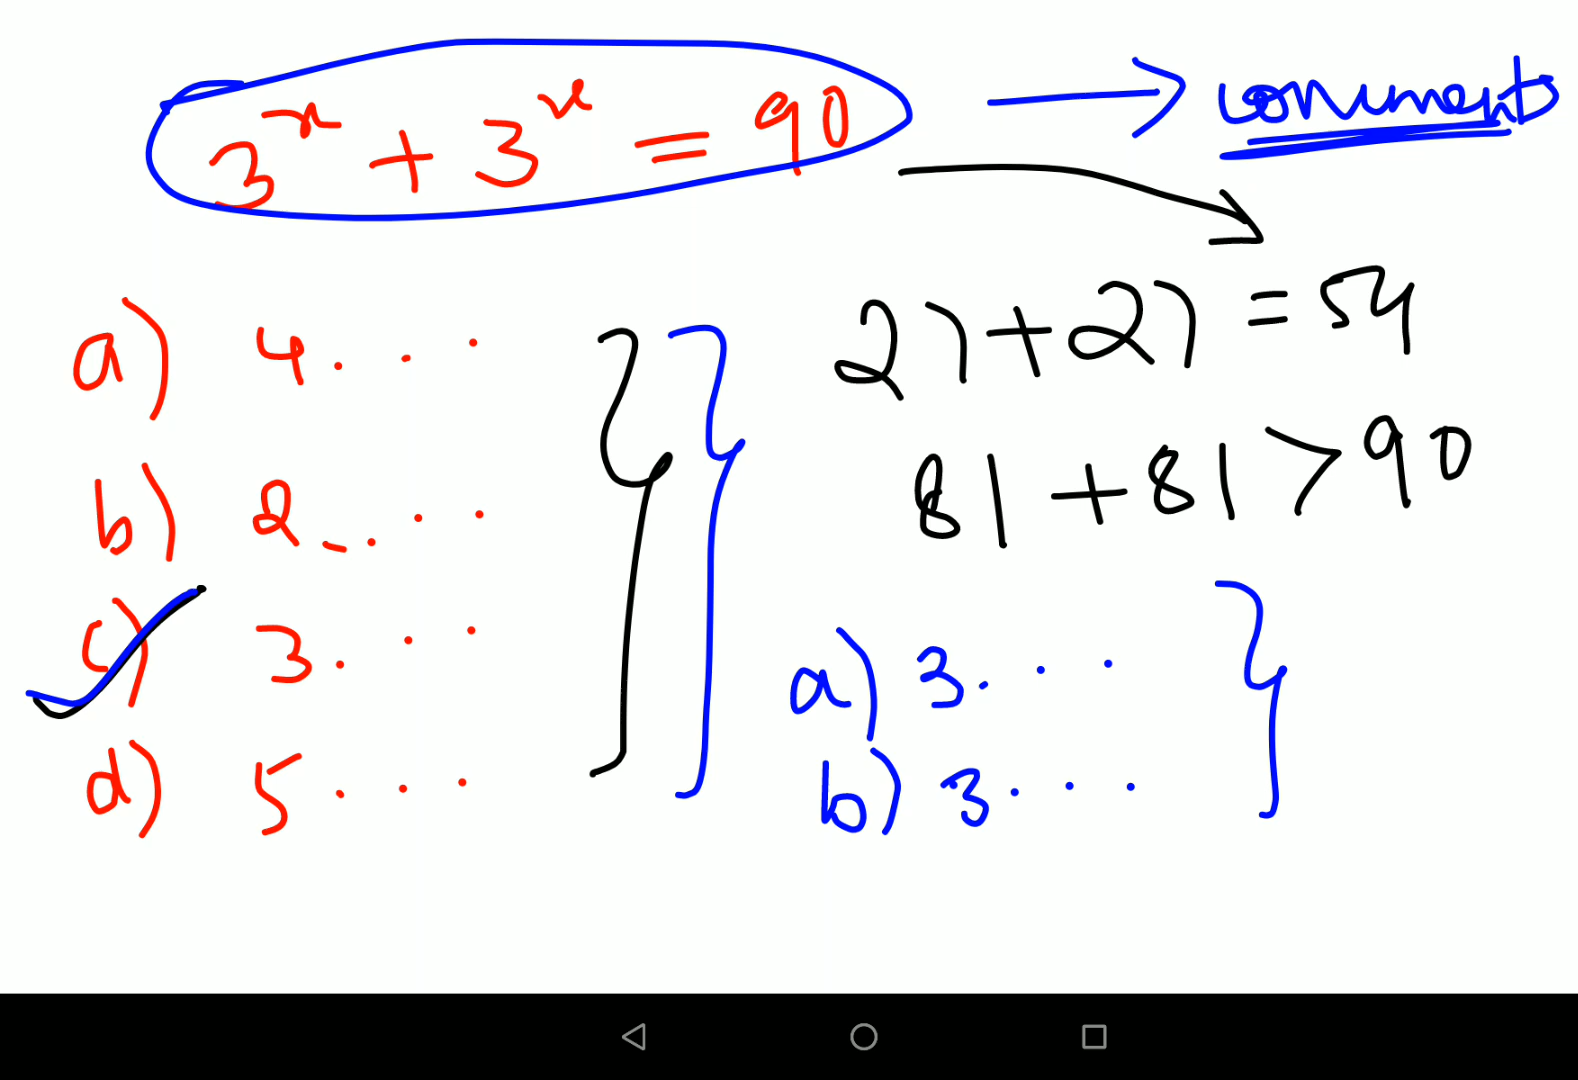 3^x + 3^x = 90 → comments
27 + 27 = 54
81 + 81 > 90
a) 4 . . .
b) 2 . . .
c) 3 . . .
d) 5 . . .
a) 3 . . .
b) 3 . . .